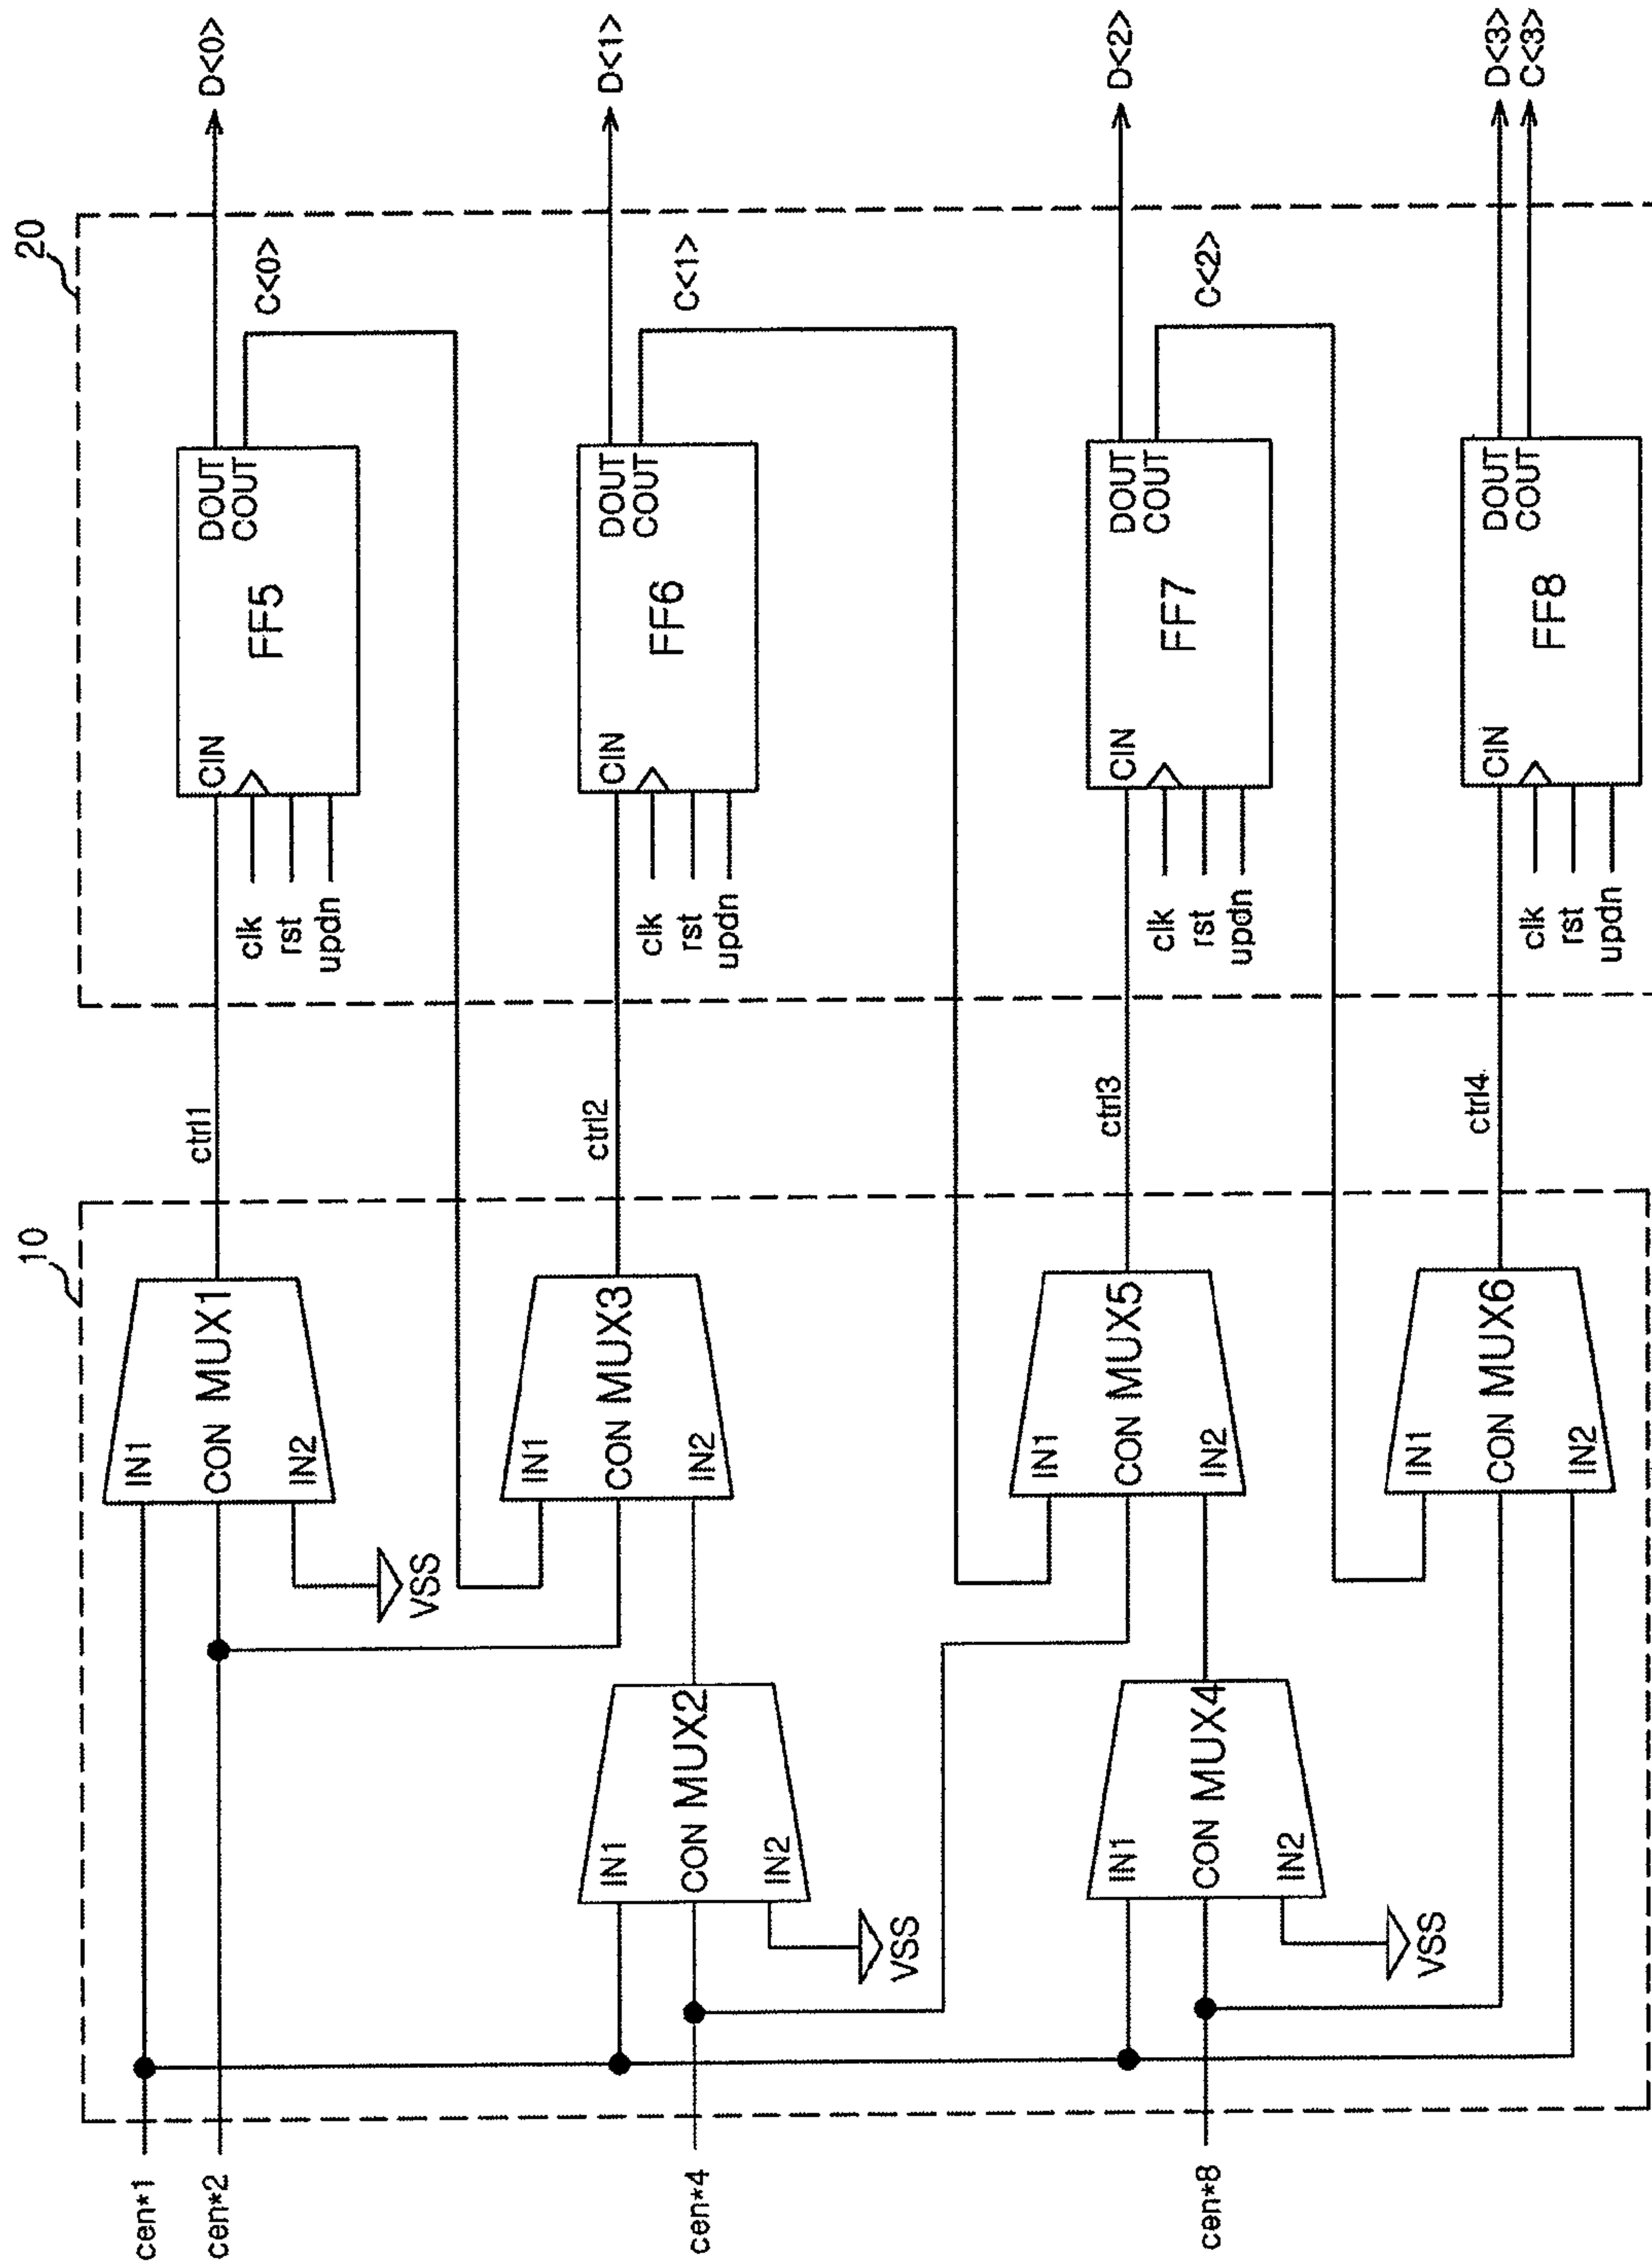 10
20
cen*1
cen*2
cen*4
cen*8
IN1
CON MUX1
IN2
VSS
ctrl1
CIN
clk
rst
updn
FF5
DOUT
COUT
D<0>
C<0>
IN1
CON MUX2
IN2
VSS
IN1
CON MUX3
IN2
ctrl2
CIN
clk
rst
updn
FF6
DOUT
COUT
D<1>
C<1>
IN1
CON MUX4
IN2
VSS
IN1
CON MUX5
IN2
ctrl3
CIN
clk
rst
updn
FF7
DOUT
COUT
D<2>
C<2>
IN1
CON MUX6
IN2
ctrl4
CIN
clk
rst
updn
FF8
DOUT
COUT
D<3>
C<3>